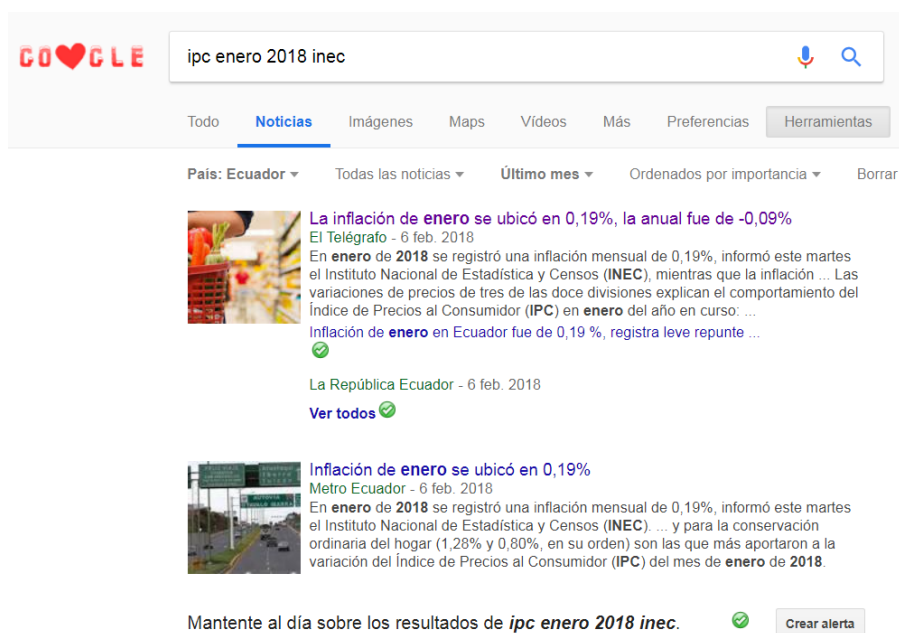 GO GLE
ipc enero 2018 inec
Todo Noticias Imágenes Maps Vídeos Más Preferencias Herramientas
País: Ecuador Todas las noticias Último mes Ordenados por importancia Borrar
La inflación de enero se ubicó en 0,19%, la anual fue de -0,09%
El Telégrafo - 6 feb. 2018
En enero de 2018 se registró una inflación mensual de 0,19%, informó este martes
el Instituto Nacional de Estadística y Censos (INEC), mientras que la inflación ... Las
variaciones de precios de tres de las doce divisiones explican el comportamiento del
Índice de Precios al Consumidor (IPC) en enero del año en curso: ...
Inflación de enero en Ecuador fue de 0,19 %, registra leve repunte ...
La República Ecuador - 6 feb. 2018
Ver todos
Inflación de enero se ubicó en 0,19%
Metro Ecuador - 6 feb. 2018
En enero de 2018 se registró una inflación mensual de 0,19%, informó este martes
el Instituto Nacional de Estadística y Censos (INEC). ... y para la conservación
ordinaria del hogar (1,28% y 0,80%, en su orden) son las que más aportaron a la
variación del Índice de Precios al Consumidor (IPC) del mes de enero de 2018.
Mantente al día sobre los resultados de ipc enero 2018 inec. Crear alerta